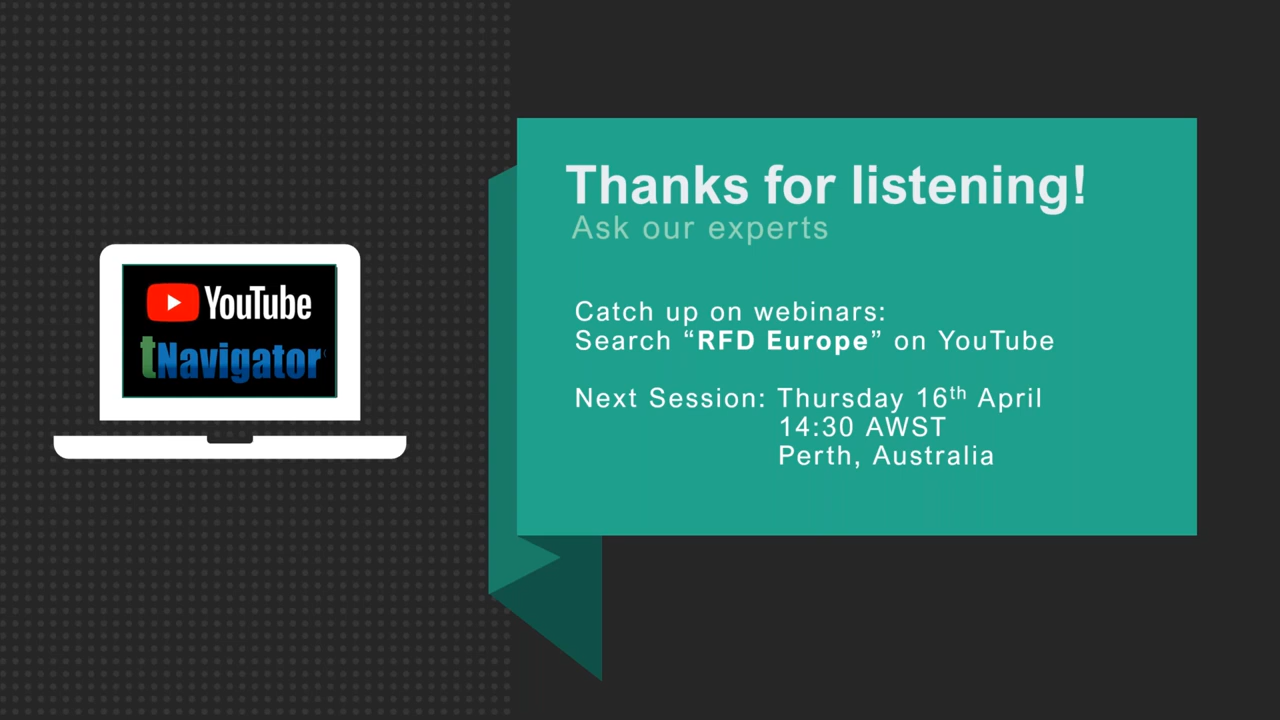 YouTube
tNavigator
Thanks for listening!
Ask our experts
Catch up on webinars:
Search “RFD Europe” on YouTube
Next Session: Thursday 16th April
14:30 AWST
Perth, Australia